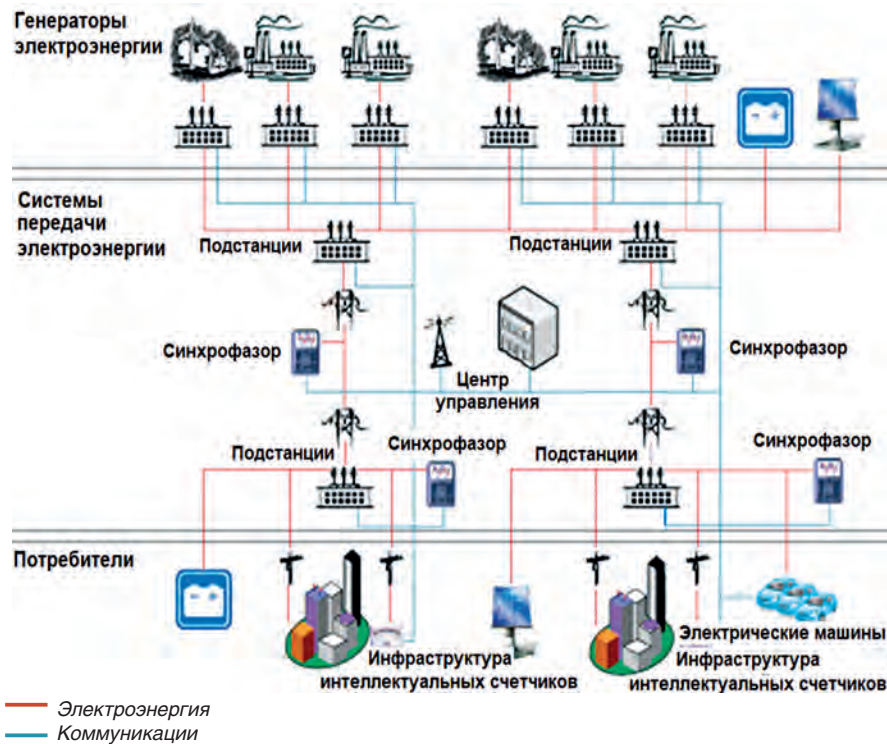 Генераторы
электроэнергии
Системы
передачи
электроэнергии
Подстанции
Подстанции
Синхрофазор
Синхрофазор
Центр
управления
Подстанции
Синхрофазор
Подстанции
Синхрофазор
Потребители
Электрические машины
Инфраструктура
интеллектуальных счетчиков
Инфраструктура
интеллектуальных счетчиков
Электроэнергия
Коммуникации